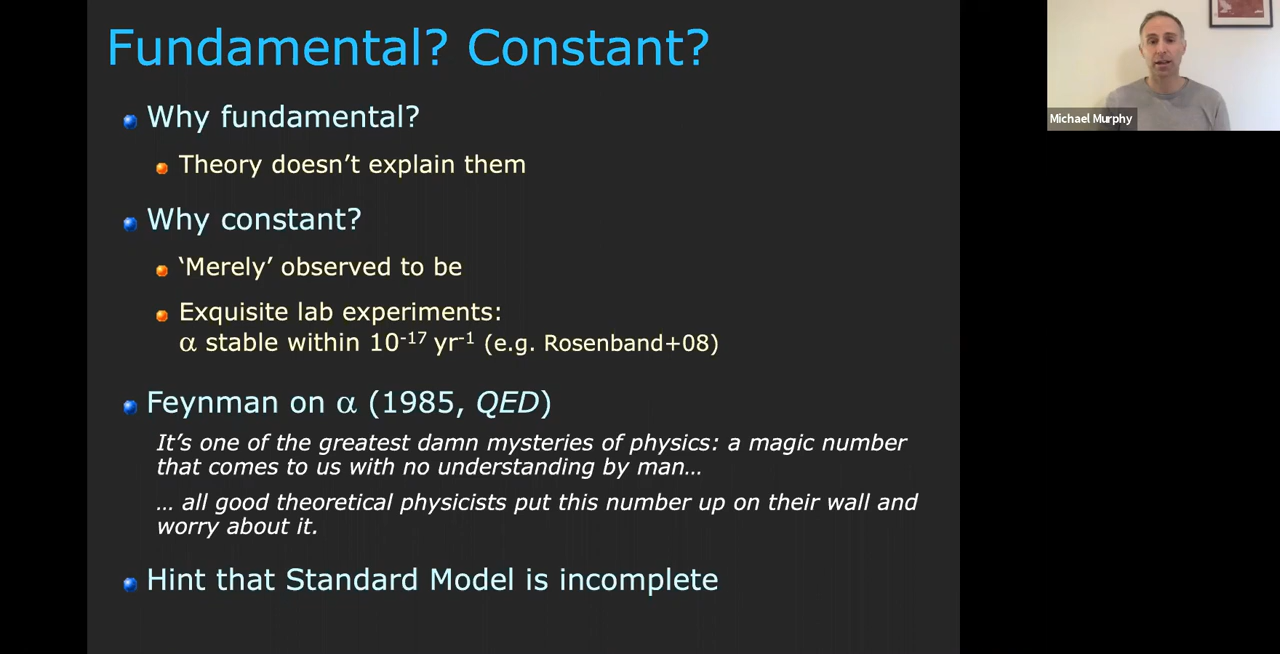 Fundamental? Constant?
Why fundamental?
Theory doesn’t explain them
Why constant?
‘Merely’ observed to be
Exquisite lab experiments:
α stable within 10⁻¹⁷ yr⁻¹ (e.g. Rosenband+08)
Feynman on α (1985, QED)
It’s one of the greatest damn mysteries of physics: a magic number
that comes to us with no understanding by man…
… all good theoretical physicists put this number up on their wall and
worry about it.
Hint that Standard Model is incomplete
Michael Murphy